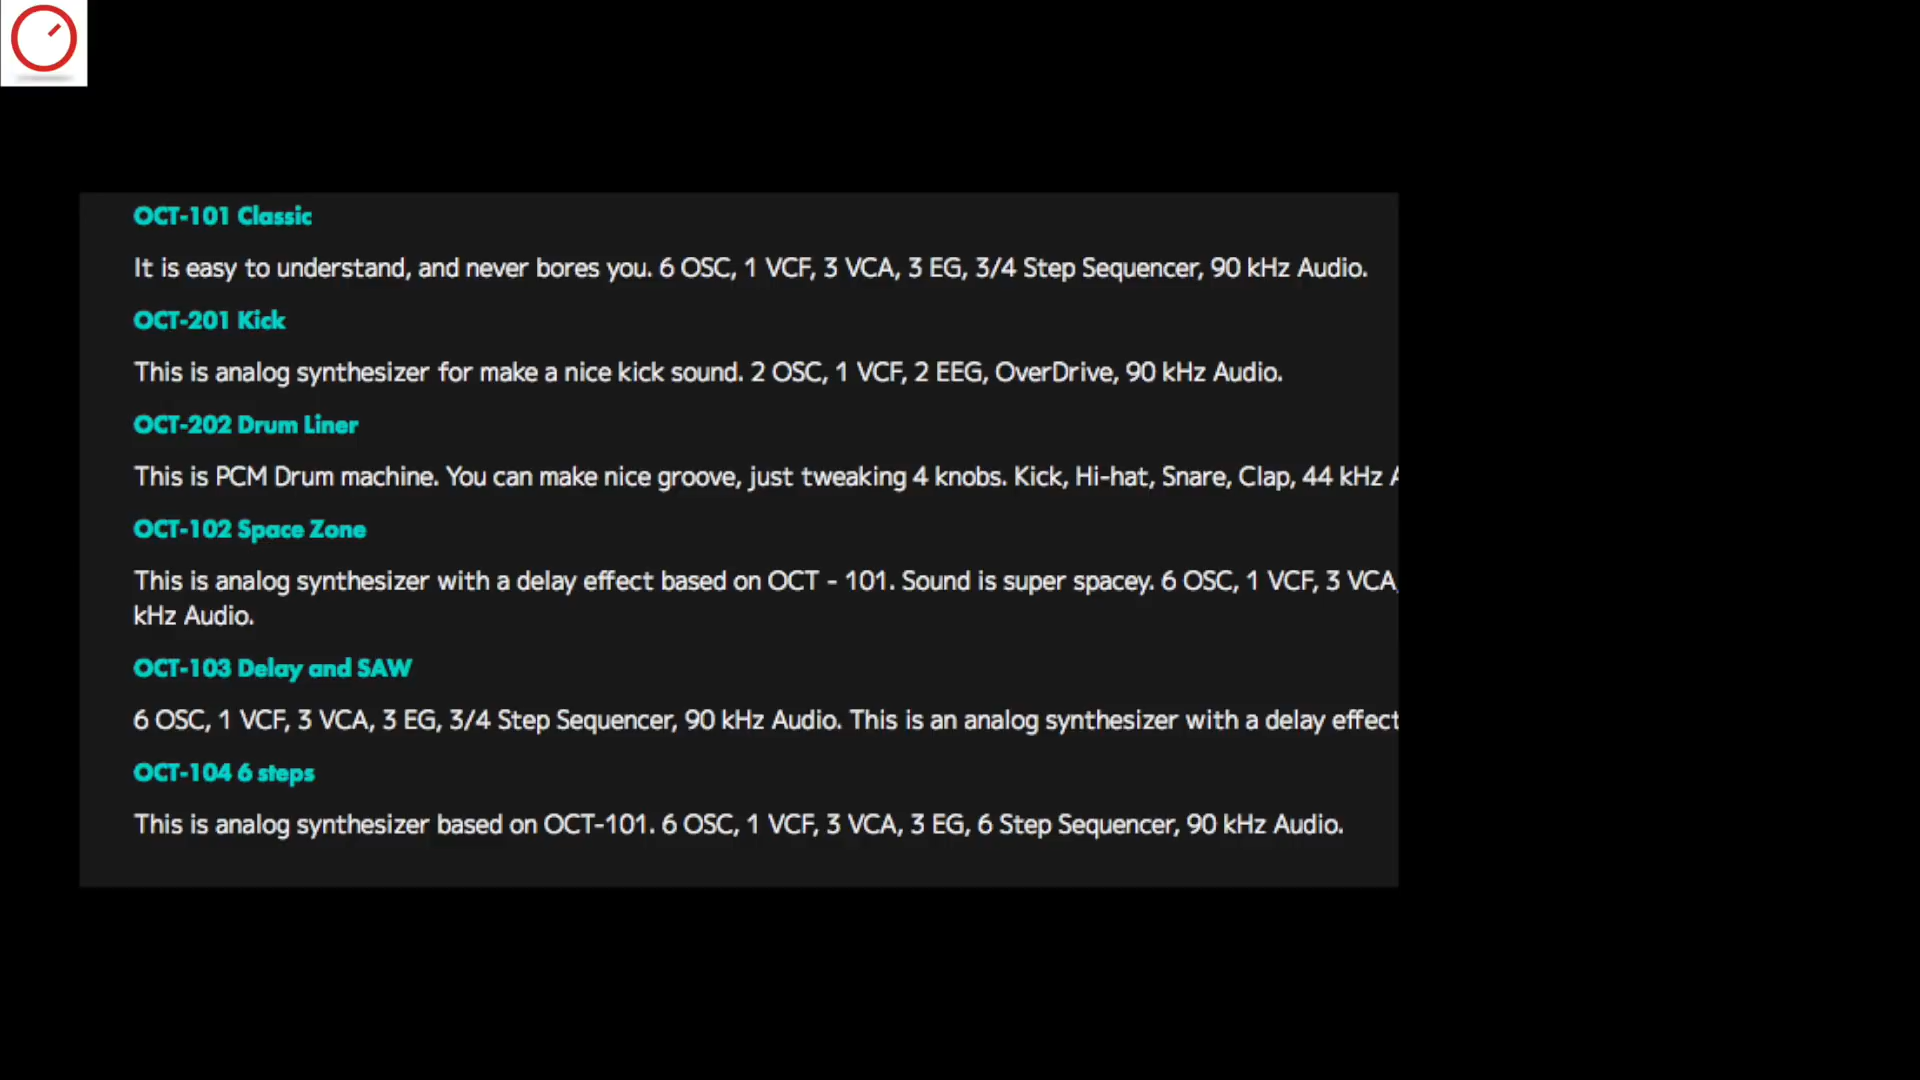 OCT-101 Classic
It is easy to understand, and never bores you. 6 OSC, 1 VCF, 3 VCA, 3 EG, 3/4 Step Sequencer, 90 kHz Audio.
OCT-201 Kick
This is analog synthesizer for make a nice kick sound. 2 OSC, 1 VCF, 2 EEG, OverDrive, 90 kHz Audio.
OCT-202 Drum Liner
This is PCM Drum machine. You can make nice groove, just tweaking 4 knobs. Kick, Hi-hat, Snare, Clap, 44 kHz
OCT-102 Space Zone
This is analog synthesizer with a delay effect based on OCT - 101. Sound is super spacey. 6 OSC, 1 VCF, 3 VCA,
kHz Audio.
OCT-103 Delay and SAW
6 OSC, 1 VCF, 3 VCA, 3 EG, 3/4 Step Sequencer, 90 kHz Audio. This is an analog synthesizer with a delay effect
OCT-104 6 steps
This is analog synthesizer based on OCT-101. 6 OSC, 1 VCF, 3 VCA, 3 EG, 6 Step Sequencer, 90 kHz Audio.